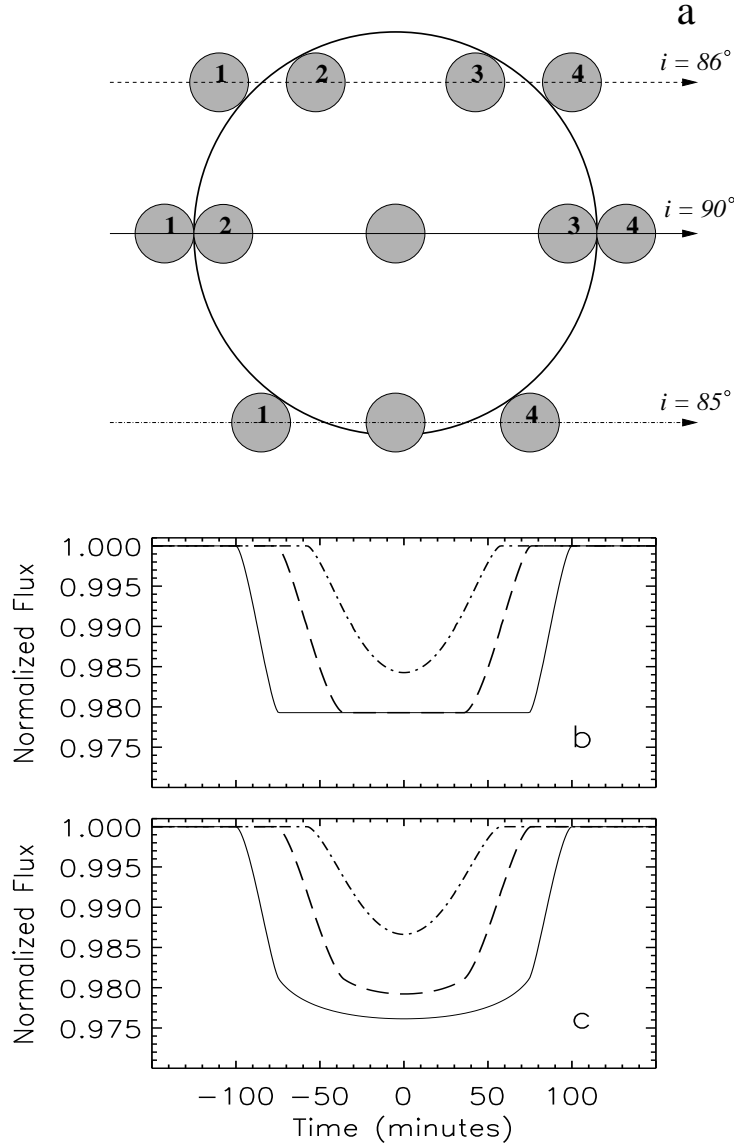 a
1 2 3 4 i = 86°
1 2 3 4 i = 90°
1 4 i = 85°
1.000
0.995
0.990
0.985
0.980
0.975
Normalized Flux
b
1.000
0.995
0.990
0.985
0.980
0.975
Normalized Flux
c
−100 −50 0 50 100
Time (minutes)